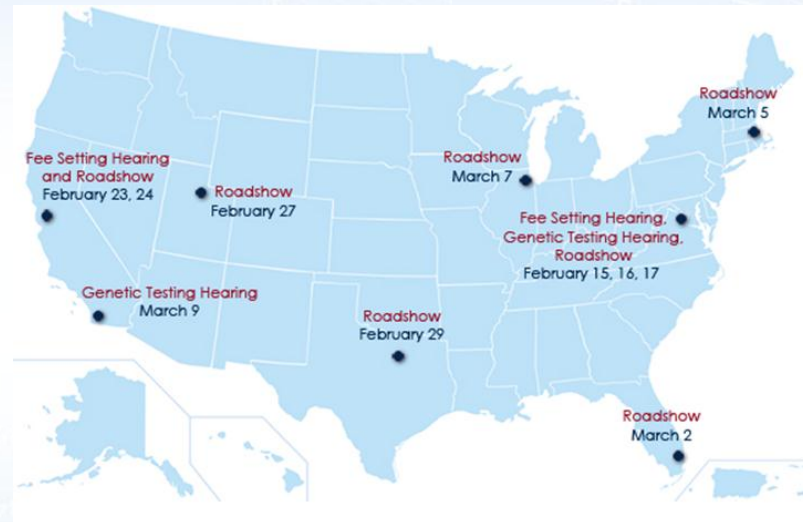 Roadshow
March 5
Fee Setting Hearing
and Roadshow
February 23, 24
Roadshow
March 7
Roadshow
February 27
Fee Setting Hearing,
Genetic Testing Hearing,
Roadshow
February 15, 16, 17
Genetic Testing Hearing
March 9
Roadshow
February 29
Roadshow
March 2